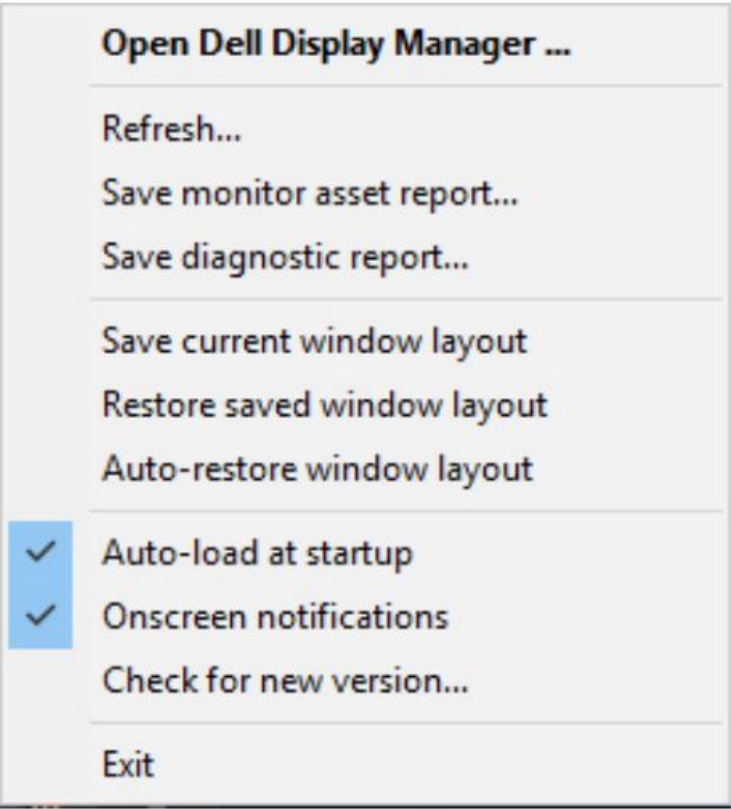 Open Dell Display Manager ...
Refresh...
Save monitor asset report...
Save diagnostic report...
Save current window layout
Restore saved window layout
Auto-restore window layout
Auto-load at startup
Onscreen notifications
Check for new version...
Exit